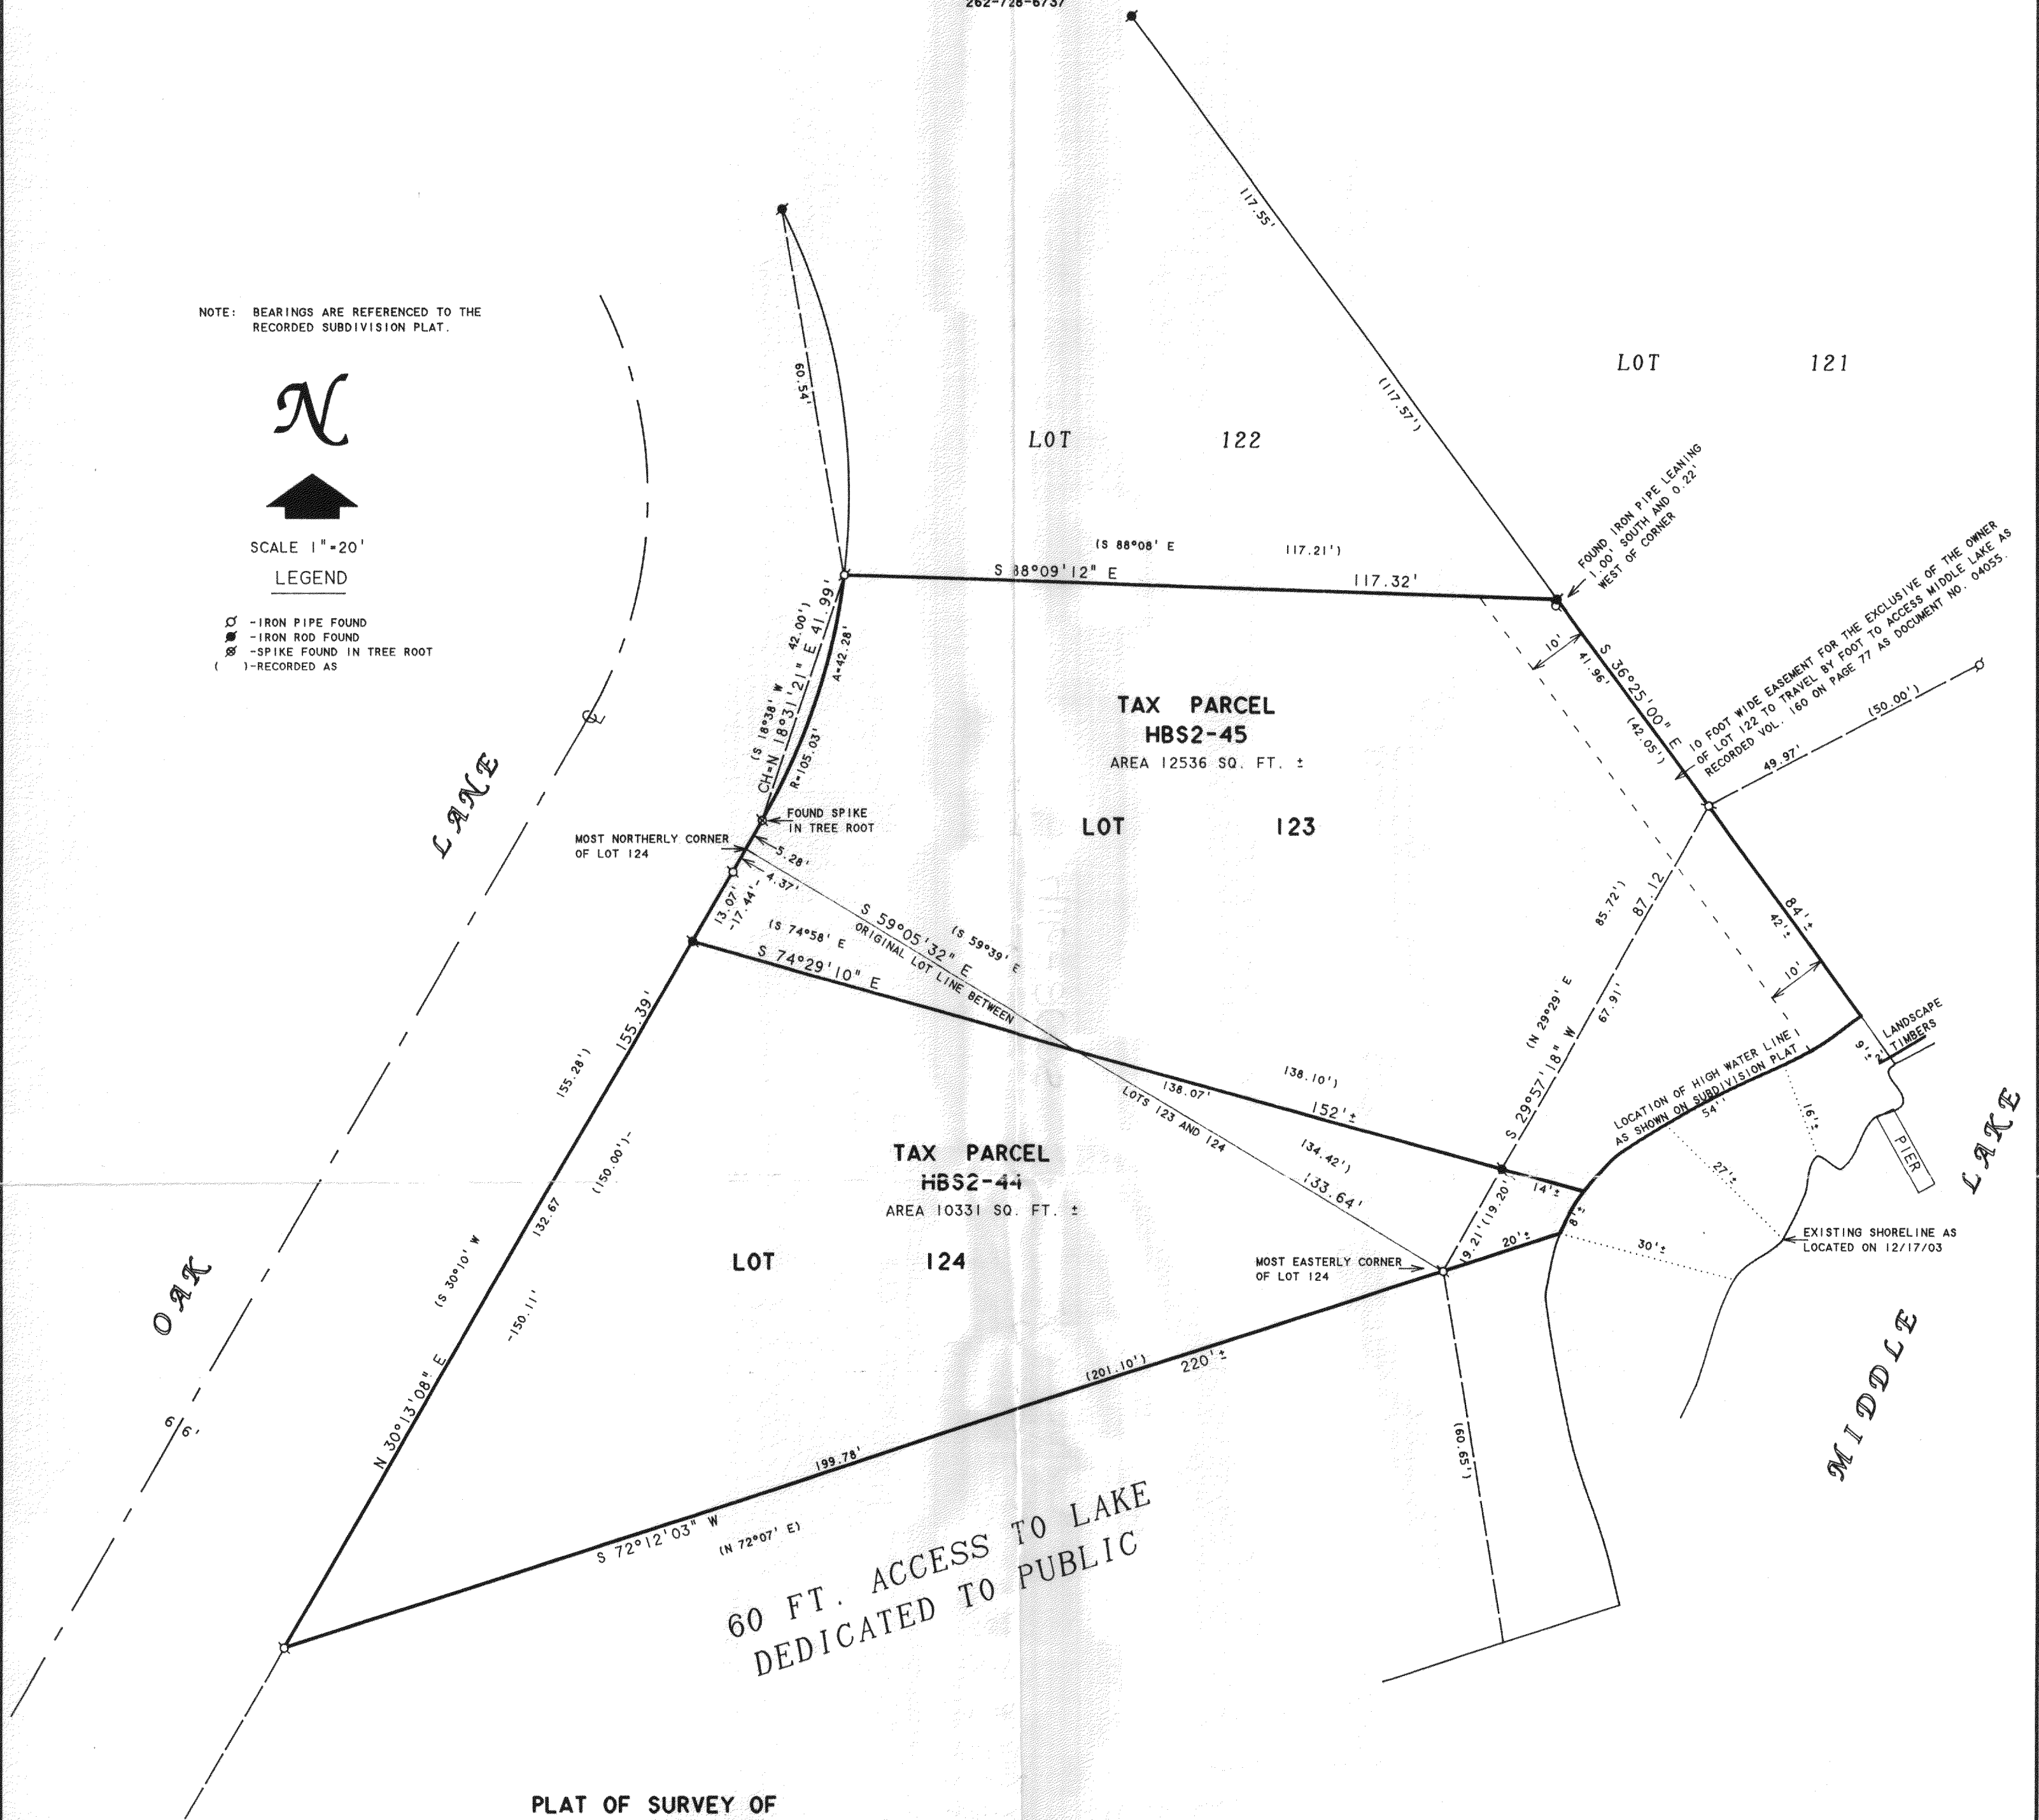 262-728-6737
NOTE: BEARINGS ARE REFERENCED TO THE
RECORDED SUBDIVISION PLAT.
N
SCALE 1"=20'
LEGEND
-IRON PIPE FOUND
-IRON ROD FOUND
-SPIKE FOUND IN TREE ROOT
( )-RECORDED AS
117.55'
(117.57')
60.54'
LOT 121
LOT 122
FOUND IRON PIPE LEANING
1.00' SOUTH AND 0.22'
WEST OF CORNER
(S 88°08' E 117.21')
S 88°09'12" E 117.32'
10 FOOT WIDE EASEMENT FOR THE EXCLUSIVE OF THE OWNER
OF LOT 122 TO TRAVEL BY FOOT TO ACCESS MIDDLE LAKE AS
RECORDED VOL. 160 ON PAGE 77 AS DOCUMENT NO. 04055.
10'
S 36°25'00" E
41.96'
(42.05')
(50.00')
49.97'
(S 18°38' W 42.00')
CH=N 18°31'21" E 41.99'
A=42.28'
R=105.03'
TAX PARCEL
HBS2-45
AREA 12536 SQ. FT. ±
LOT 123
FOUND SPIKE
IN TREE ROOT
MOST NORTHERLY CORNER
OF LOT 124
5.28'
4.37'
13.07'
-17.44'-
(S 59°39' E
S 59°05'32" E
ORIGINAL LOT LINE BETWEEN
LOTS 123 AND 124
134.42')
133.64'
(S 74°58' E
S 74°29'10" E
138.10')
138.07'
152'±
(N 29°29' E 85.72')
S 29°57'18" W 87.12
67.91'
84'±
42'±
10'
LANDSCAPE
TIMBERS
9'±
2'
LOCATION OF HIGH WATER LINE
AS SHOWN ON SUBDIVISION PLAT
54'
16'±
27'±
30'±
PIER
EXISTING SHORELINE AS
LOCATED ON 12/17/03
14'±
8'±
19.21'
(19.20')
20'±
MOST EASTERLY CORNER
OF LOT 124
TAX PARCEL
HBS2-44
AREA 10331 SQ. FT. ±
LOT 124
155.39'
155.28')
(150.00')-
132.67
(S 30°10' W
-150.11'
N 30°13'08" E
OAK LANE
66'
MIDDLE LAKE
(201.10')
220'±
199.78'
S 72°12'03" W
(N 72°07' E)
(60.65')
60 FT. ACCESS TO LAKE
DEDICATED TO PUBLIC
PLAT OF SURVEY OF